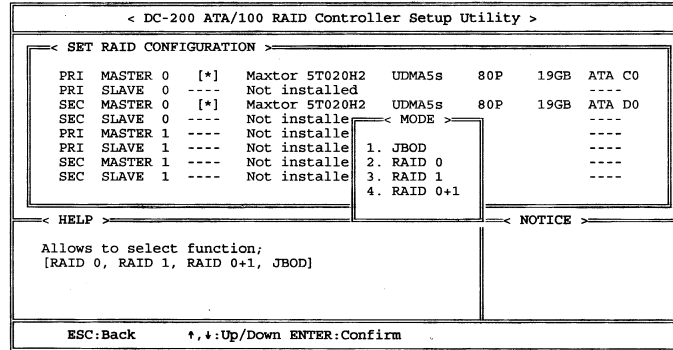 < DC-200 ATA/100 RAID Controller Setup Utility >
< SET RAID CONFIGURATION >
PRI MASTER 0 [*] Maxtor 5T020H2 UDMA5s 80P 19GB ATA C0
PRI SLAVE 0 ---- Not installed ----
SEC MASTER 0 [*] Maxtor 5T020H2 UDMA5s 80P 19GB ATA D0
SEC SLAVE 0 ---- Not installe ----
PRI MASTER 1 ---- Not installe ----
PRI SLAVE 1 ---- Not installe ----
SEC MASTER 1 ---- Not installe ----
SEC SLAVE 1 ---- Not installe ----
< MODE >
1. JBOD
2. RAID 0
3. RAID 1
4. RAID 0+1
< HELP >
Allows to select function;
[RAID 0, RAID 1, RAID 0+1, JBOD]
< NOTICE >
ESC:Back ↑,↓:Up/Down ENTER:Confirm